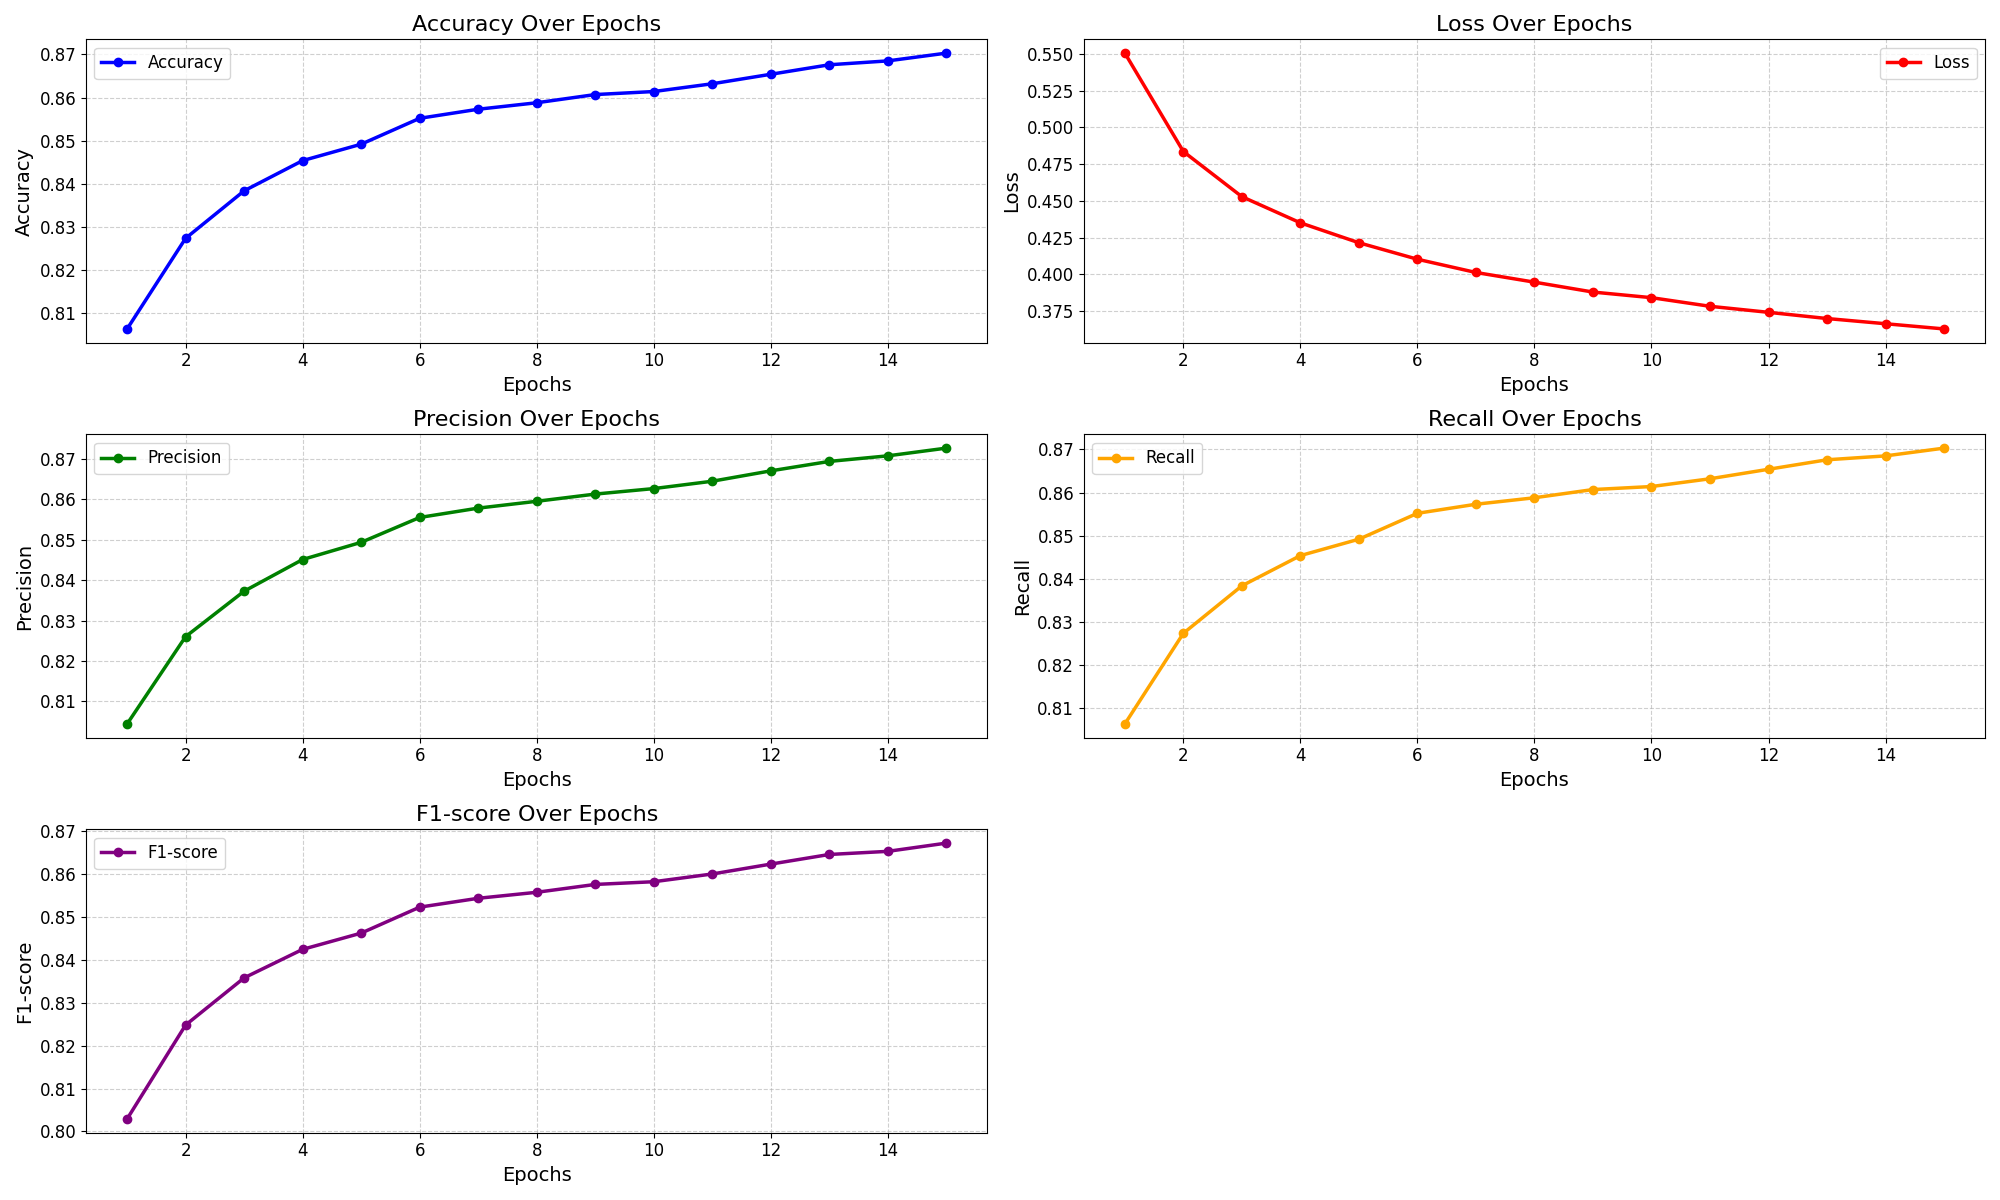 Accuracy Over Epochs
Accuracy
0.87
0.86
0.85
0.84
0.83
0.82
0.81
Accuracy
2 4 6 8 10 12 14
Epochs
Loss Over Epochs
Loss
0.550
0.525
0.500
0.475
0.450
0.425
0.400
0.375
Loss
2 4 6 8 10 12 14
Epochs
Precision Over Epochs
Precision
0.87
0.86
0.85
0.84
0.83
0.82
0.81
Precision
2 4 6 8 10 12 14
Epochs
Recall Over Epochs
Recall
0.87
0.86
0.85
0.84
0.83
0.82
0.81
Recall
2 4 6 8 10 12 14
Epochs
F1-score Over Epochs
F1-score
0.87
0.86
0.85
0.84
0.83
0.82
0.81
0.80
F1-score
2 4 6 8 10 12 14
Epochs